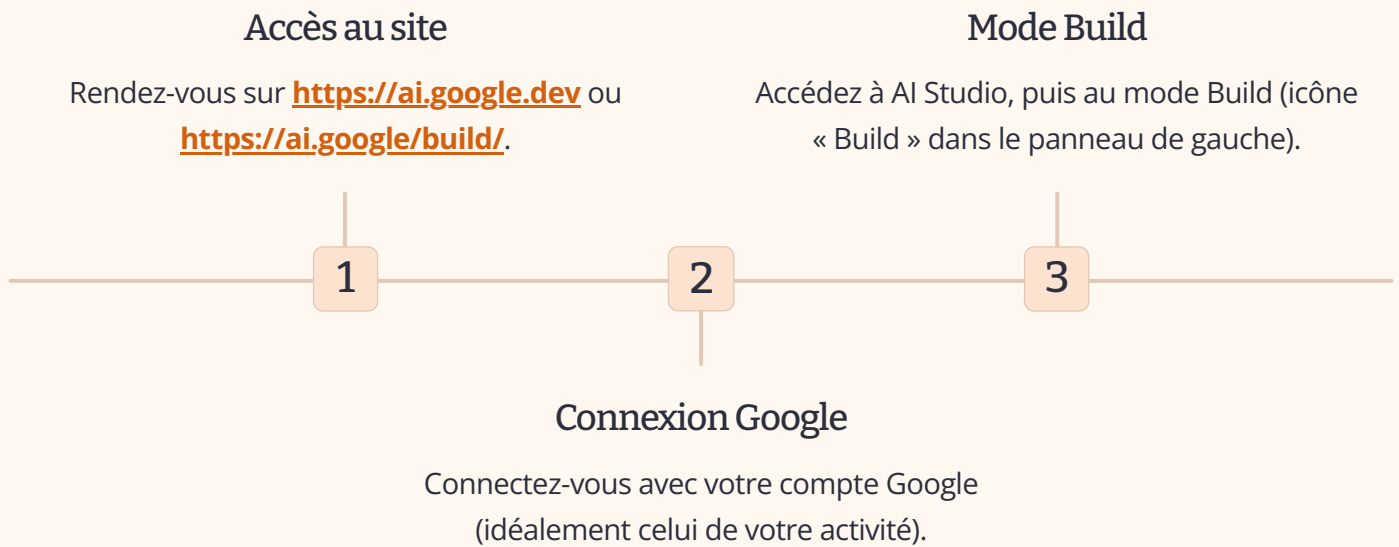 Accès au site
Rendez-vous sur https://ai.google.dev ou
https://ai.google/build/.
1
2
Connexion Google
Connectez-vous avec votre compte Google
(idéalement celui de votre activité).
Mode Build
Accédez à AI Studio, puis au mode Build (icône
« Build » dans le panneau de gauche).
3